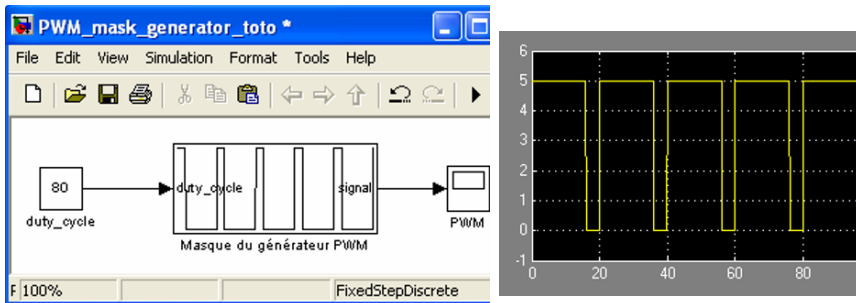 PWM_mask_generator_toto *
File Edit View Simulation Format Tools Help
80
duty_cycle
duty_cycle
signal
Masque du générateur PWM
PWM
F 100%
FixedStepDiscrete
6
5
4
3
2
1
0
-1
0 20 40 60 80